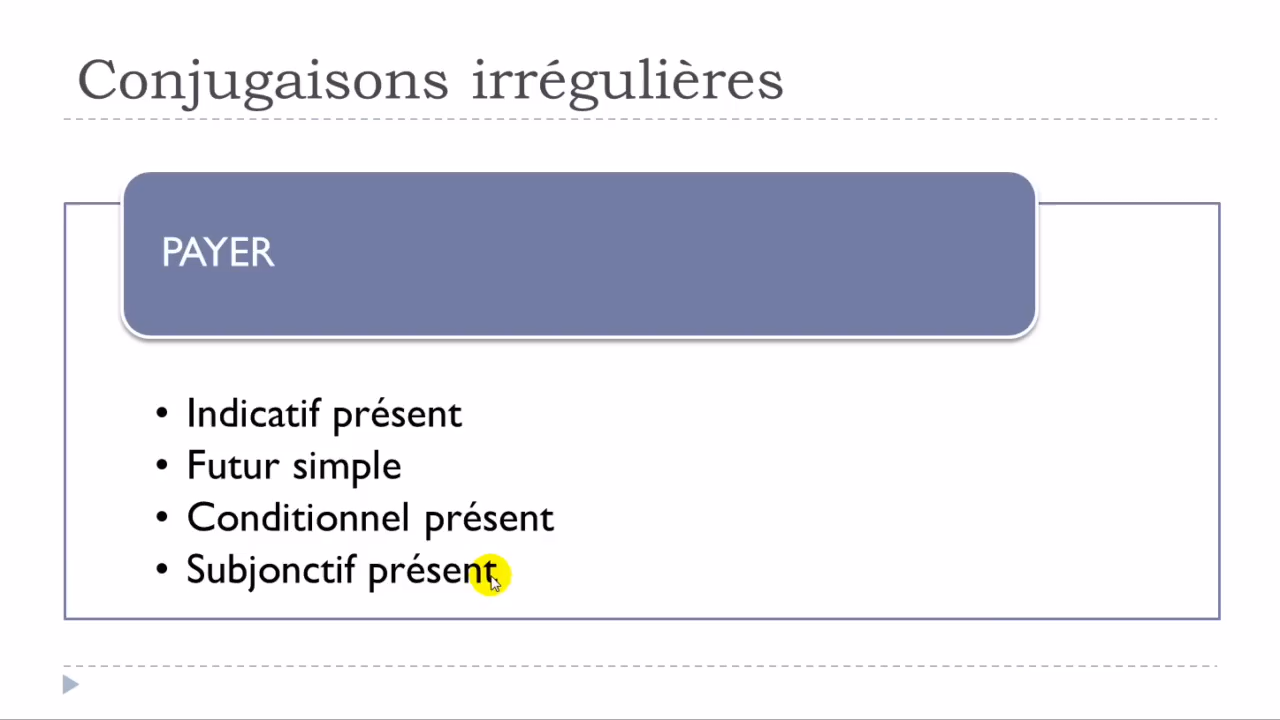 Conjugaisons irrégulières
PAYER
• Indicatif présent
• Futur simple
• Conditionnel présent
• Subjonctif présent